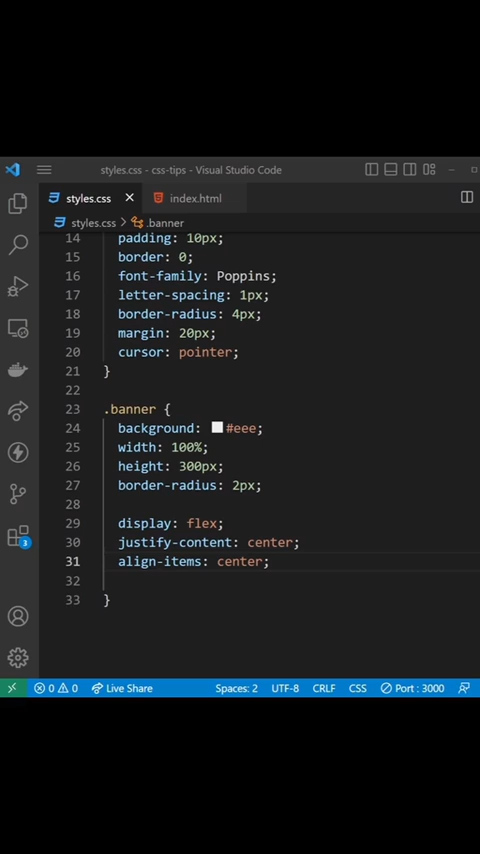 styles.css - css-tips - Visual Studio Code
styles.css index.html
styles.css > .banner
14 padding: 10px;
15 border: 0;
16 font-family: Poppins;
17 letter-spacing: 1px;
18 border-radius: 4px;
19 margin: 20px;
20 cursor: pointer;
21 }
22
23 .banner {
24 background: #eee;
25 width: 100%;
26 height: 300px;
27 border-radius: 2px;
28
29 display: flex;
30 justify-content: center;
31 align-items: center;
32
33 }
3
0 0 Live Share Spaces: 2 UTF-8 CRLF CSS Port : 3000